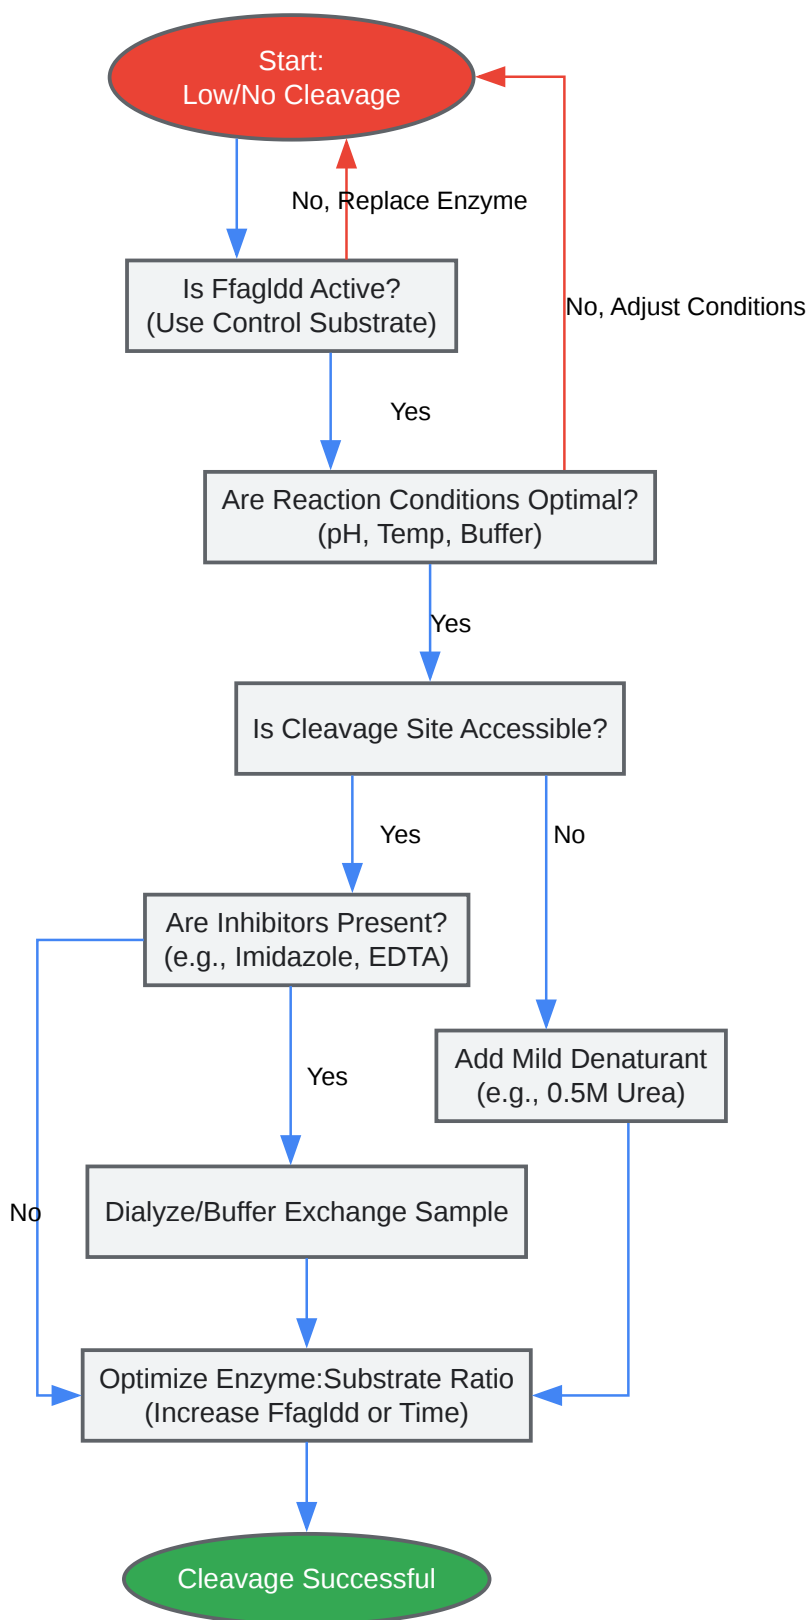 Start:
Low/No Cleavage
No, Replace Enzyme
Is Ffagldd Active?
(Use Control Substrate)
No, Adjust Conditions
Yes
Are Reaction Conditions Optimal?
(pH, Temp, Buffer)
Yes
Is Cleavage Site Accessible?
Yes
No
Are Inhibitors Present?
(e.g., Imidazole, EDTA)
Add Mild Denaturant
(e.g., 0.5M Urea)
Yes
Dialyze/Buffer Exchange Sample
No
Optimize Enzyme:Substrate Ratio
(Increase Ffagldd or Time)
Cleavage Successful